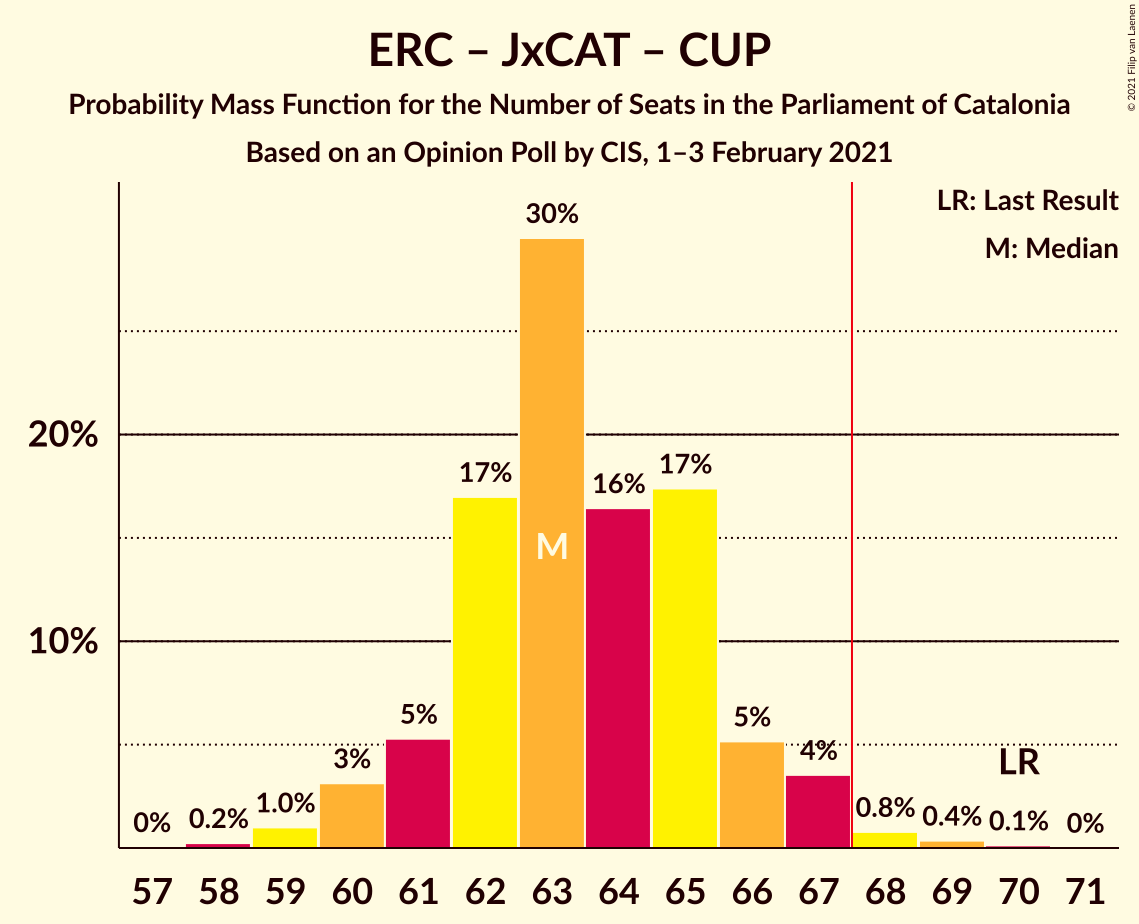 ERC – JxCAT – CUP
Probability Mass Function for the Number of Seats in the Parliament of Catalonia
Based on an Opinion Poll by CIS, 1–3 February 2021
© 2021 Filip van Laenen
LR: Last Result
M: Median
20%
10%
0%
0.2%
1.0%
3%
5%
17%
30%
16%
17%
5%
4%
0.8%
0.4%
0.1%
0%
M
LR
57 58 59 60 61 62 63 64 65 66 67 68 69 70 71